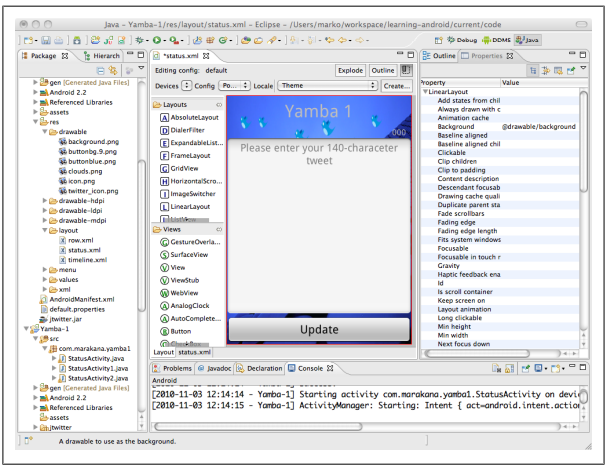 Java – Yamba-1/res/layout/status.xml – Eclipse – /Users/marko/workspace/learning-android/current/code
Debug
DDMS
Java
Package
Hierarch
gen [Generated Java Files]
Android 2.2
Referenced Libraries
assets
res
drawable
background.png
buttonbg.9.png
buttonblue.png
clouds.png
icon.png
twitter_icon.png
drawable-hdpi
drawable-ldpi
drawable-mdpi
layout
row.xml
status.xml
timeline.xml
menu
values
xml
AndroidManifest.xml
default.properties
jtwitter.jar
Yamba-1
src
com.marakana.yamba1
StatusActivity.java
StatusActivity1.java
StatusActivity2.java
gen [Generated Java Files]
Android 2.2
Referenced Libraries
assets
jtwitter
*status.xml
Editing config: default
Explode
Outline
Devices
Config
Po...
Locale
Theme
Create...
Layouts
AbsoluteLayout
DialerFilter
ExpandableList...
FrameLayout
GridView
HorizontalScro...
ImageSwitcher
LinearLayout
ListView
Views
GestureOverla...
SurfaceView
View
ViewStub
WebView
AnalogClock
AutoComplete...
Button
CheckBox
Layout
status.xml
Yamba 1
000
Please enter your 140-characeter
tweet
Update
Outline
Properties
Property
Value
LinearLayout
Add states from chil
Always drawn with c
Animation cache
Background
@drawable/background
Baseline aligned
Baseline aligned chil
Clickable
Clip children
Clip to padding
Content description
Descendant focusab
Drawing cache quali
Duplicate parent sta
Fade scrollbars
Fading edge
Fading edge length
Fits system windows
Focusable
Focusable in touch r
Gravity
Haptic feedback ena
Id
Is scroll container
Keep screen on
Layout animation
Long clickable
Min height
Min width
Next focus down
Problems
Javadoc
Declaration
Console
Android
[2010-11-03 12:14:14 - Yamba-1] Starting activity com.marakana.yamba1.StatusActivity on devi
[2010-11-03 12:14:15 - Yamba-1] ActivityManager: Starting: Intent { act=android.intent.action
A drawable to use as the background.